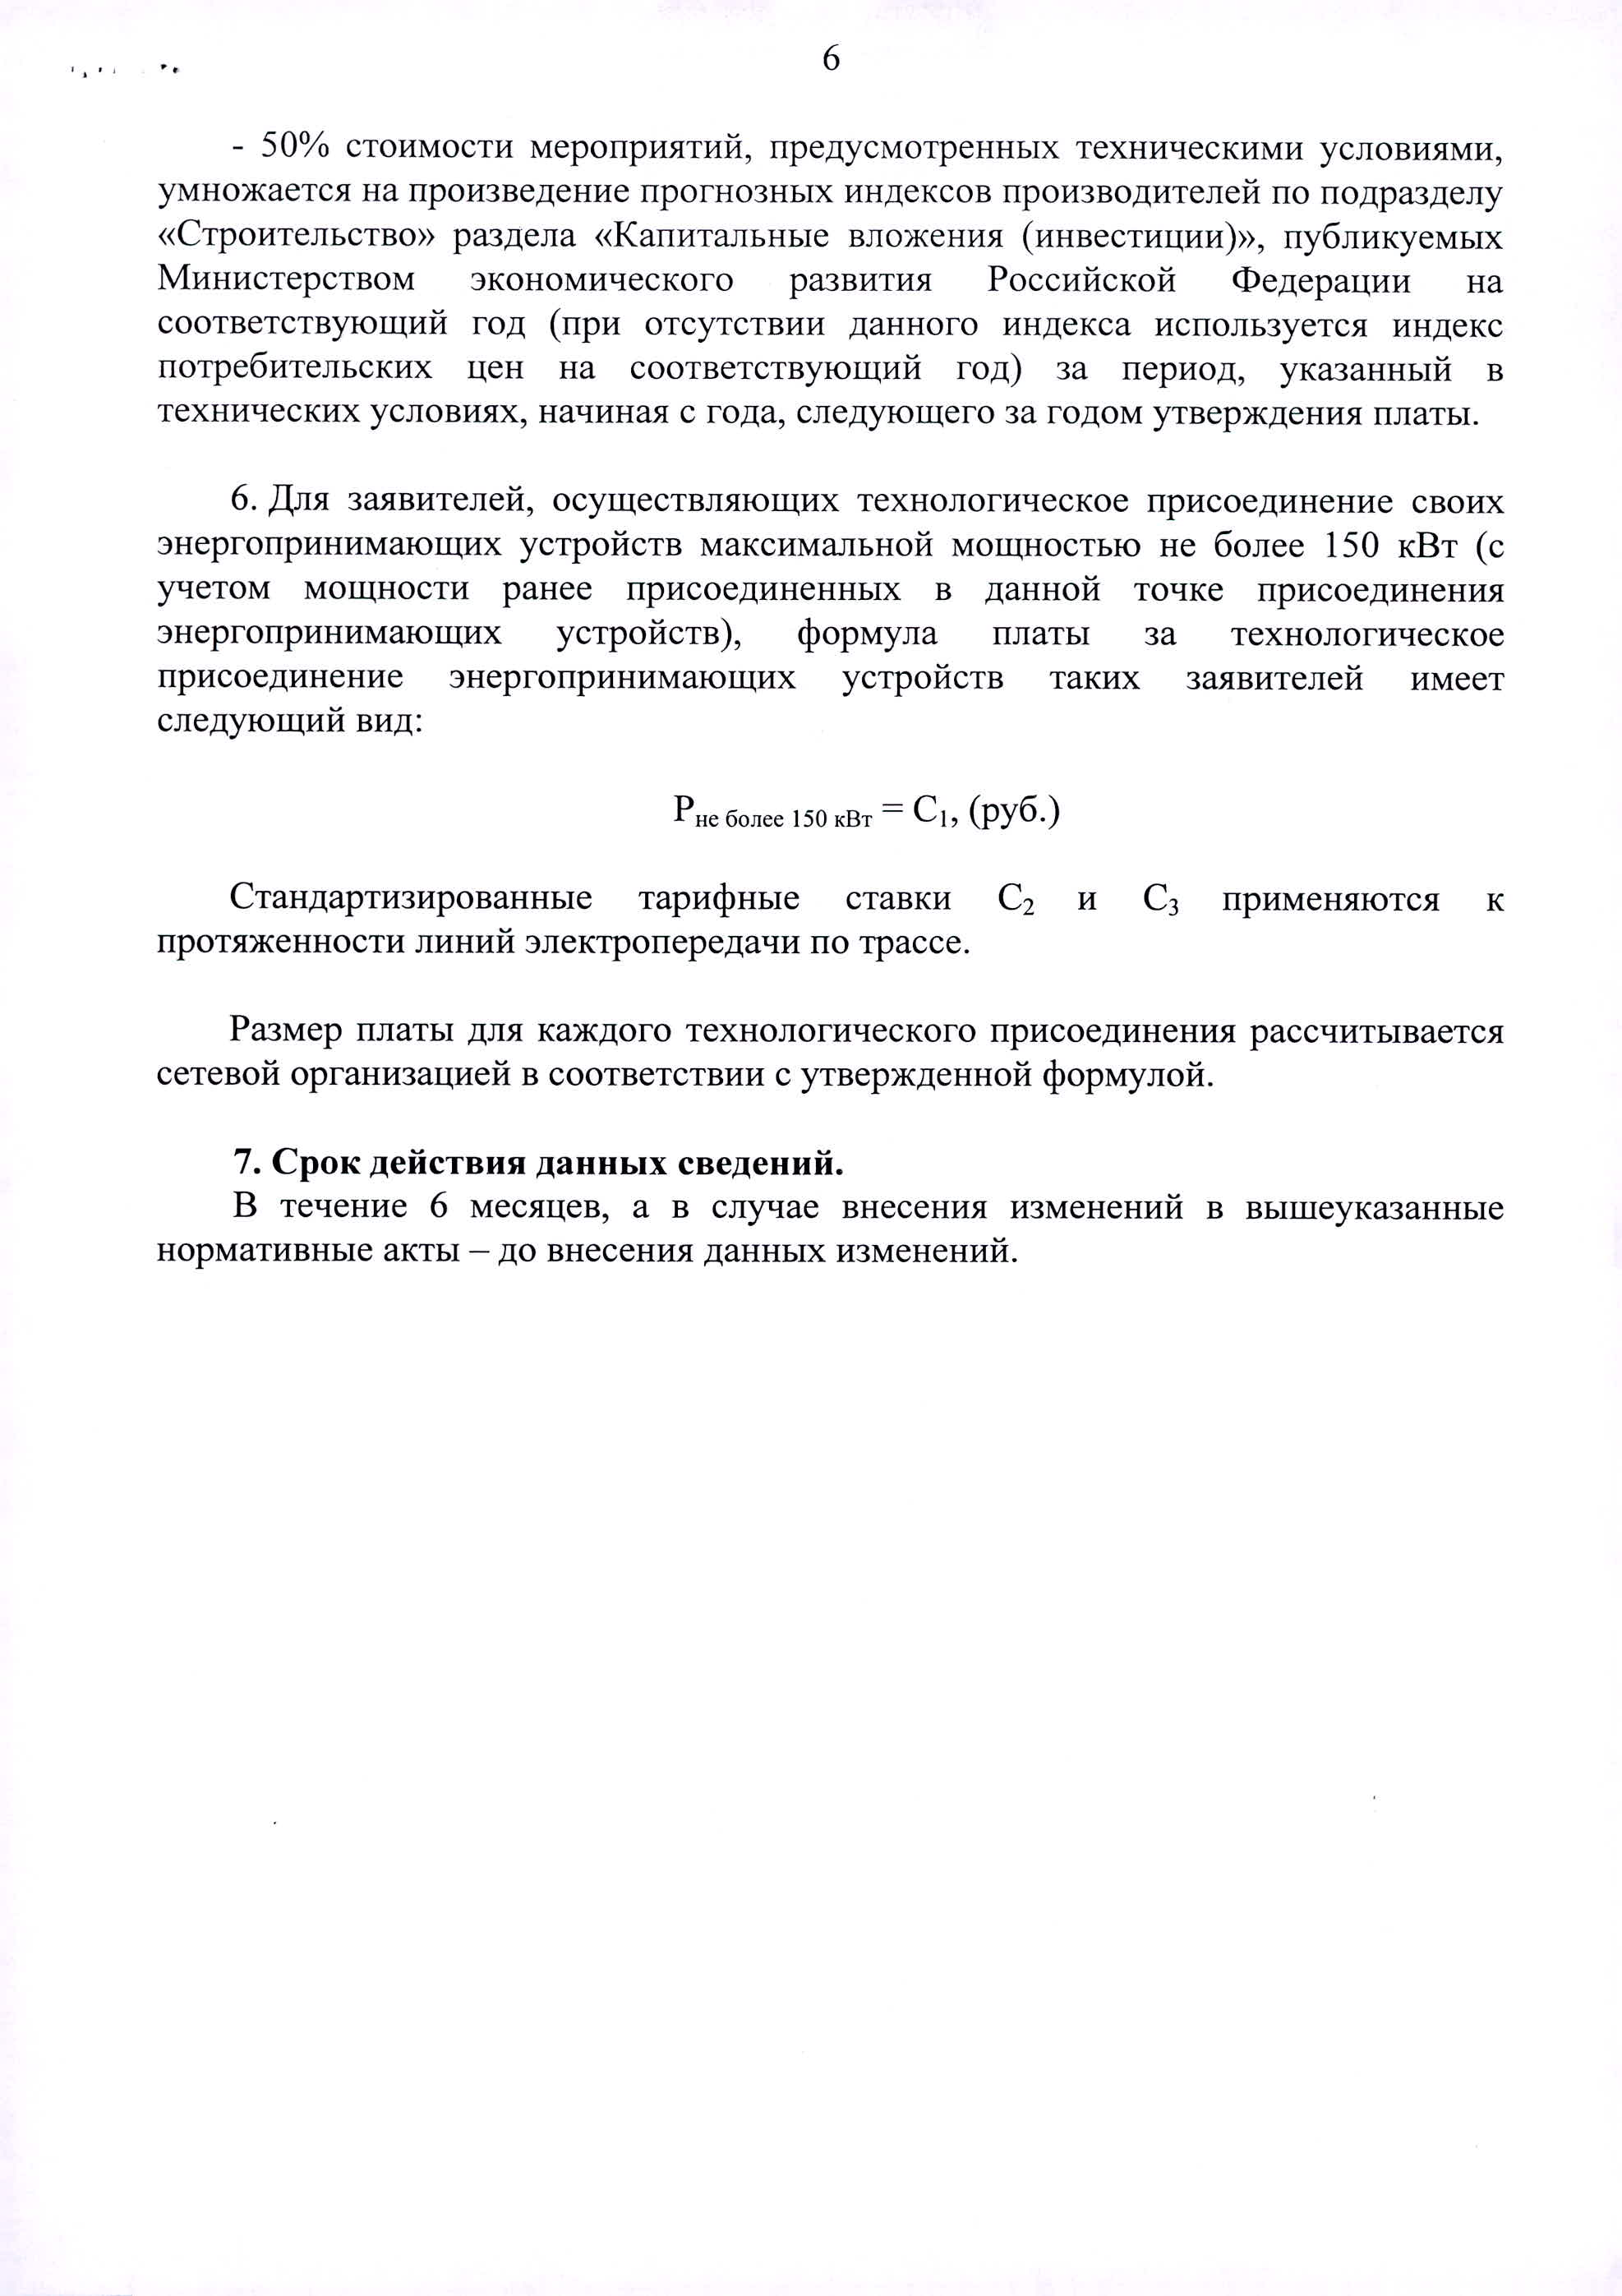 6
- 50% стоимости мероприятий, предусмотренных техническими условиями,
умножается на произведение прогнозных индексов производителей по подразделу
«Строительство» раздела «Капитальные вложения (инвестиции)», публикуемых
Министерством экономического развития Российской Федерации на
соответствующий год (при отсутствии данного индекса используется индекс
потребительских цен на соответствующий год) за период, указанный в
технических условиях, начиная с года, следующего за годом утверждения платы.
6. Для заявителей, осуществляющих технологическое присоединение своих
энергопринимающих устройств максимальной мощностью не более 150 кВт (с
учетом мощности ранее присоединенных в данной точке присоединения
энергопринимающих устройств), формула платы за технологическое
присоединение энергопринимающих устройств таких заявителей имеет
следующий вид:
Р не более 150 кВт = С₁, (руб.)
Стандартизированные тарифные ставки С₂ и С₃ применяются к
протяженности линий электропередачи по трассе.
Размер платы для каждого технологического присоединения рассчитывается
сетевой организацией в соответствии с утвержденной формулой.
7. Срок действия данных сведений.
В течение 6 месяцев, а в случае внесения изменений в вышеуказанные
нормативные акты – до внесения данных изменений.